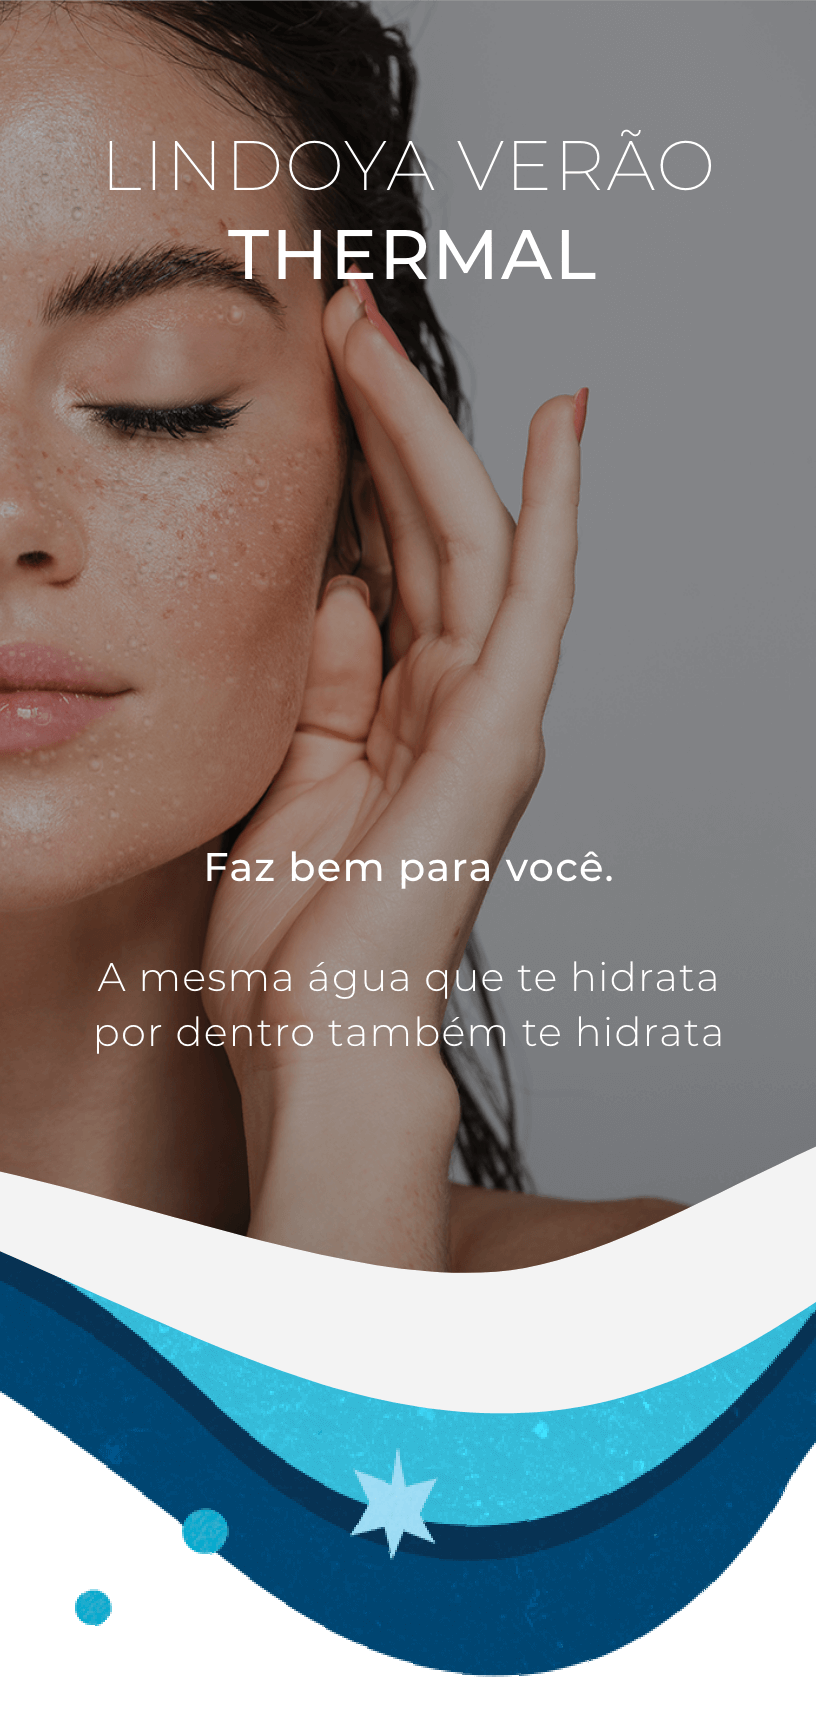 LINDOYA VERÃO
THERMAL
Faz bem para você.
A mesma água que te hidrata
por dentro também te hidrata